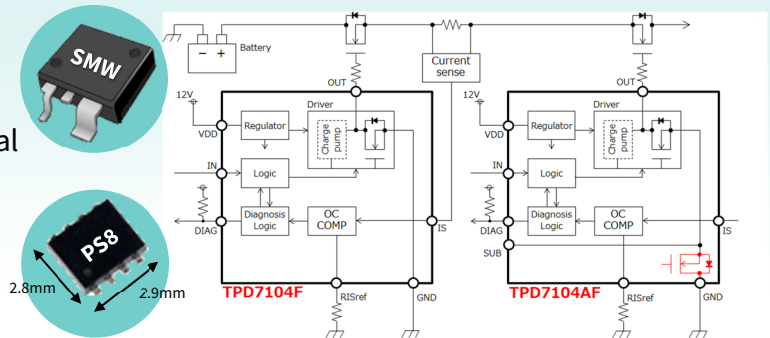 SMW
al
PS8
2.8mm
2.9mm
Battery
Current
sense
OUT
12V
VDD
Regulator
Driver
Charge
pump
IN
Logic
DIAG
Diagnosis
Logic
OC
COMP
IS
TPD7104F
RISref
GND
OUT
12V
VDD
Regulator
Driver
Charge
pump
IN
Logic
DIAG
Diagnosis
Logic
OC
COMP
IS
SUB
TPD7104AF
RISref
GND